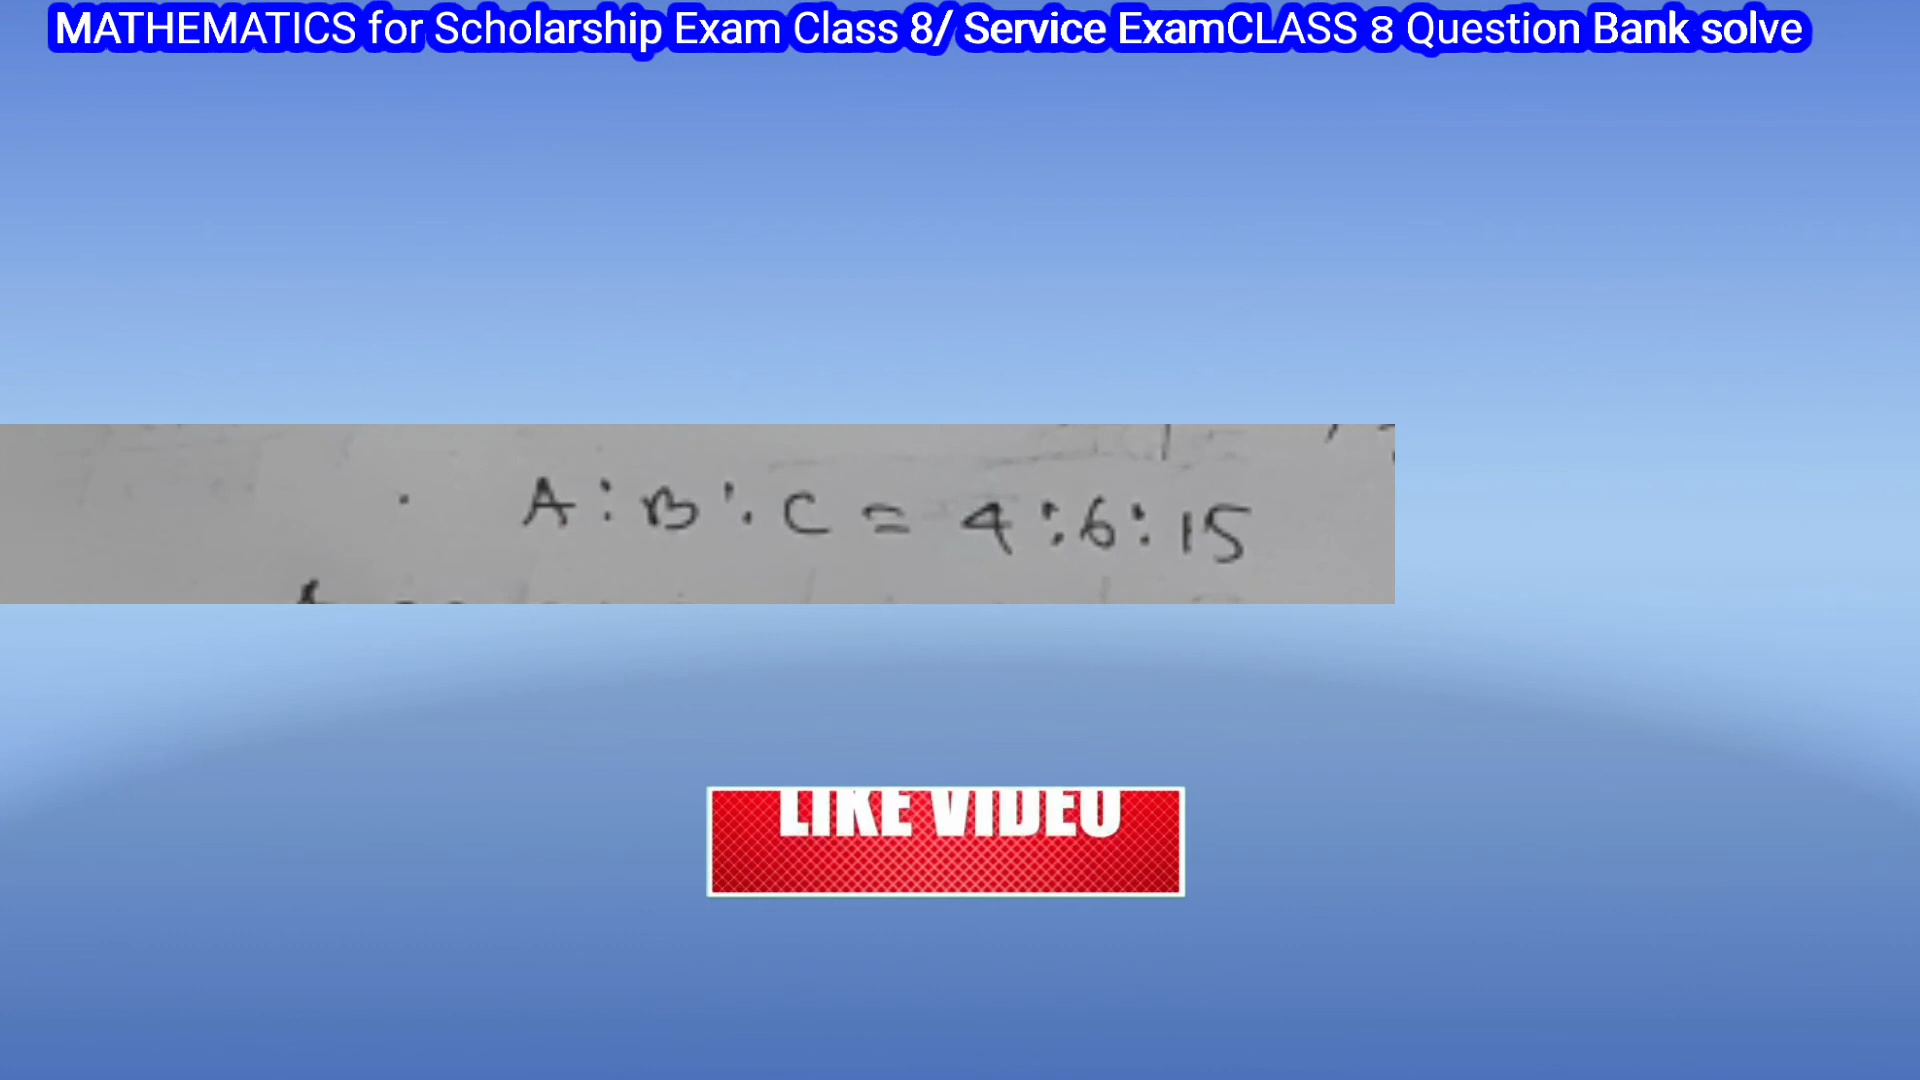 MATHEMATICS for Scholarship Exam Class 8/ Service ExamCLASS 8 Question Bank solve
A : B : C = 4 : 6 : 15
LIKE VIDEO